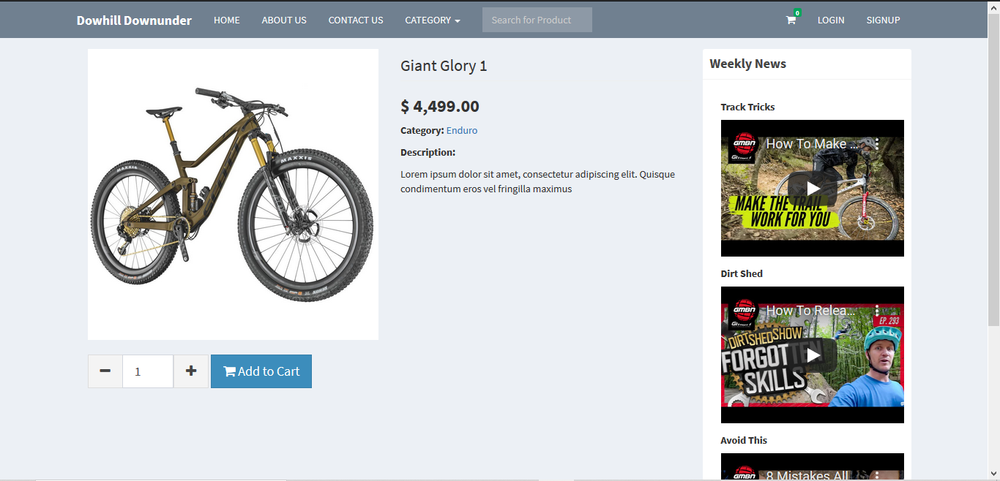 Dowhill Downunder HOME ABOUT US CONTACT US CATEGORY Search for Product 0 LOGIN SIGNUP
Giant Glory 1
$ 4,499.00
Category: Enduro
Description:
Lorem ipsum dolor sit amet, consectetur adipiscing elit. Quisque
condimentum eros vel fringilla maximus
MAXXIS
MAXXIS
1
Add to Cart
Weekly News
Track Tricks
GMBN
How To Make ...
MAKE THE TRAIL
WORK FOR YOU
Dirt Shed
GMBN
How To Relea...
EP. 293
DIRT SHED SHOW
FORGOTTEN
SKILLS
Avoid This
GMBN
8 Mistakes All